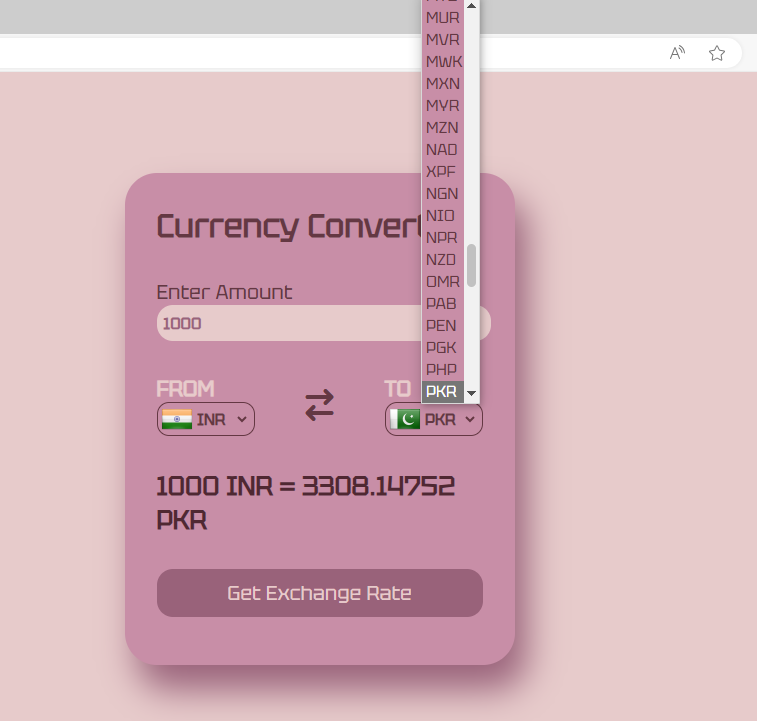 MUR
MVR
MWK
MXN
MYR
MZN
NAD
XPF
NGN
NIO
NPR
NZD
OMR
PAB
PEN
PGK
PHP
PKR
Currency Convert
Enter Amount
1000
FROM
TO
INR
PKR
1000 INR = 3308.14752
PKR
Get Exchange Rate